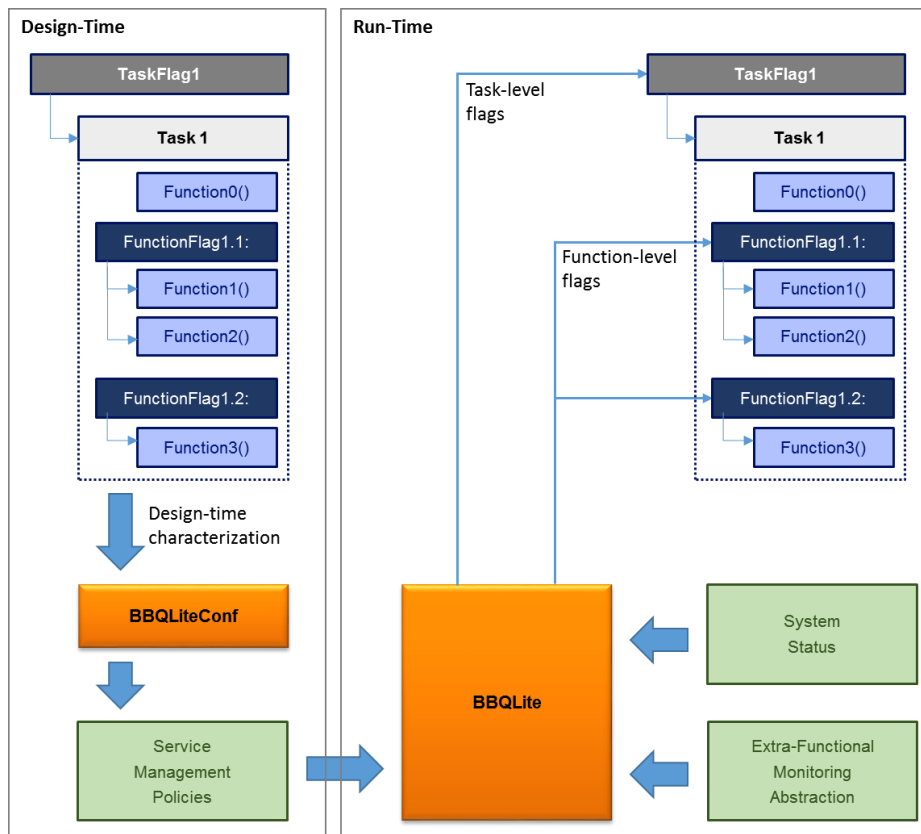 Design-Time
TaskFlag1
Task 1
Function0()
FunctionFlag1.1:
Function1()
Function2()
FunctionFlag1.2:
Function3()
Design-time
characterization
BBQLiteConf
Service
Management
Policies
Run-Time
Task-level
flags
TaskFlag1
Task 1
Function0()
Function-level
flags
FunctionFlag1.1:
Function1()
Function2()
FunctionFlag1.2:
Function3()
BBQLite
System
Status
Extra-Functional
Monitoring
Abstraction